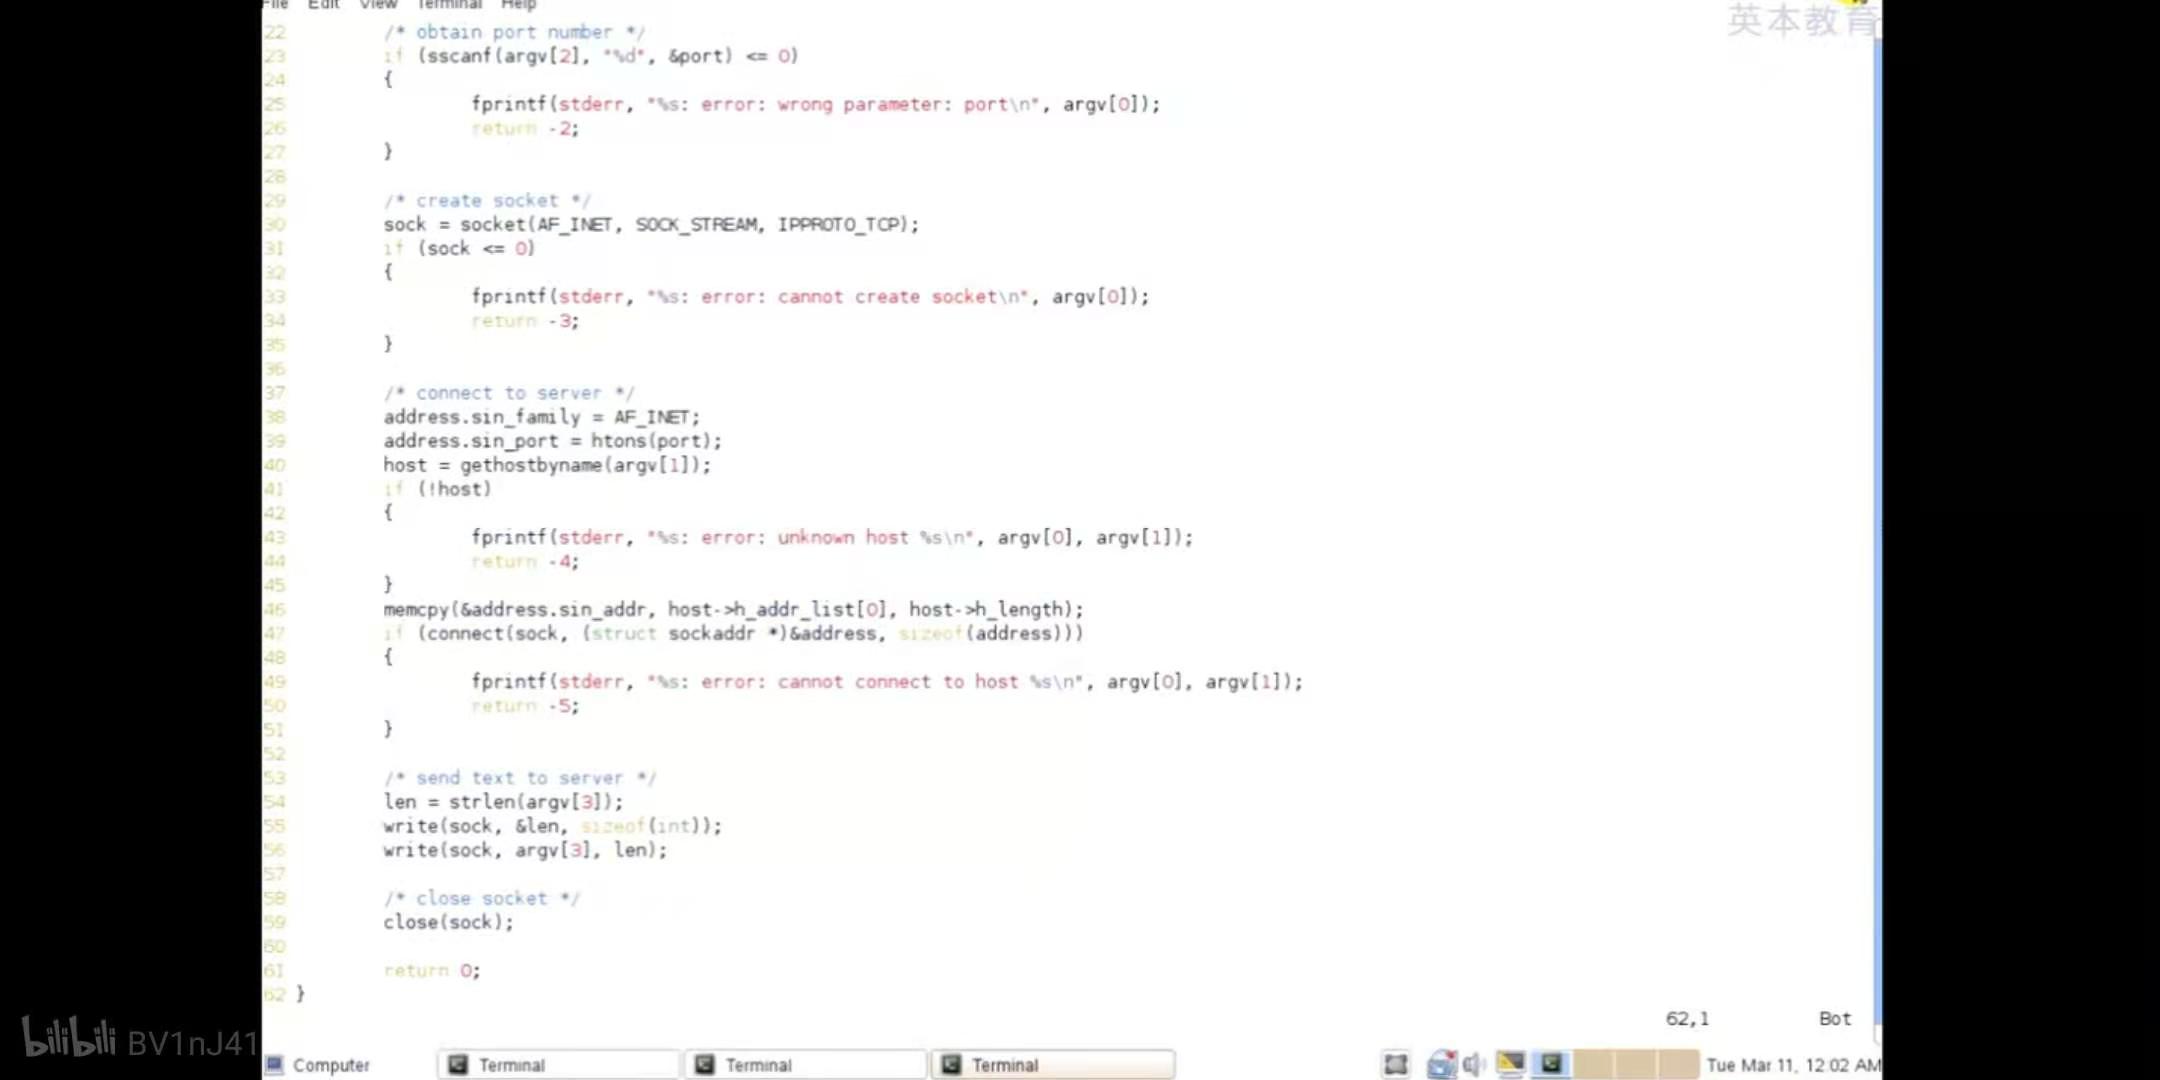 File Edit View Terminal Help
英本教育
22 /* obtain port number */
23 if (sscanf(argv[2], "%d", &port) <= 0)
24 {
25 fprintf(stderr, "%s: error: wrong parameter: port\n", argv[0]);
26 return -2;
27 }
28
29 /* create socket */
30 sock = socket(AF_INET, SOCK_STREAM, IPPROTO_TCP);
31 if (sock <= 0)
32 {
33 fprintf(stderr, "%s: error: cannot create socket\n", argv[0]);
34 return -3;
35 }
36
37 /* connect to server */
38 address.sin_family = AF_INET;
39 address.sin_port = htons(port);
40 host = gethostbyname(argv[1]);
41 if (!host)
42 {
43 fprintf(stderr, "%s: error: unknown host %s\n", argv[0], argv[1]);
44 return -4;
45 }
46 memcpy(&address.sin_addr, host->h_addr_list[0], host->h_length);
47 if (connect(sock, (struct sockaddr *)&address, sizeof(address)))
48 {
49 fprintf(stderr, "%s: error: cannot connect to host %s\n", argv[0], argv[1]);
50 return -5;
51 }
52
53 /* send text to server */
54 len = strlen(argv[3]);
55 write(sock, &len, sizeof(int));
56 write(sock, argv[3], len);
57
58 /* close socket */
59 close(sock);
60
61 return 0;
62 }
62,1 Bot
bilibili BV1nJ41
Computer Terminal Terminal Terminal Tue Mar 11, 12:02 AM